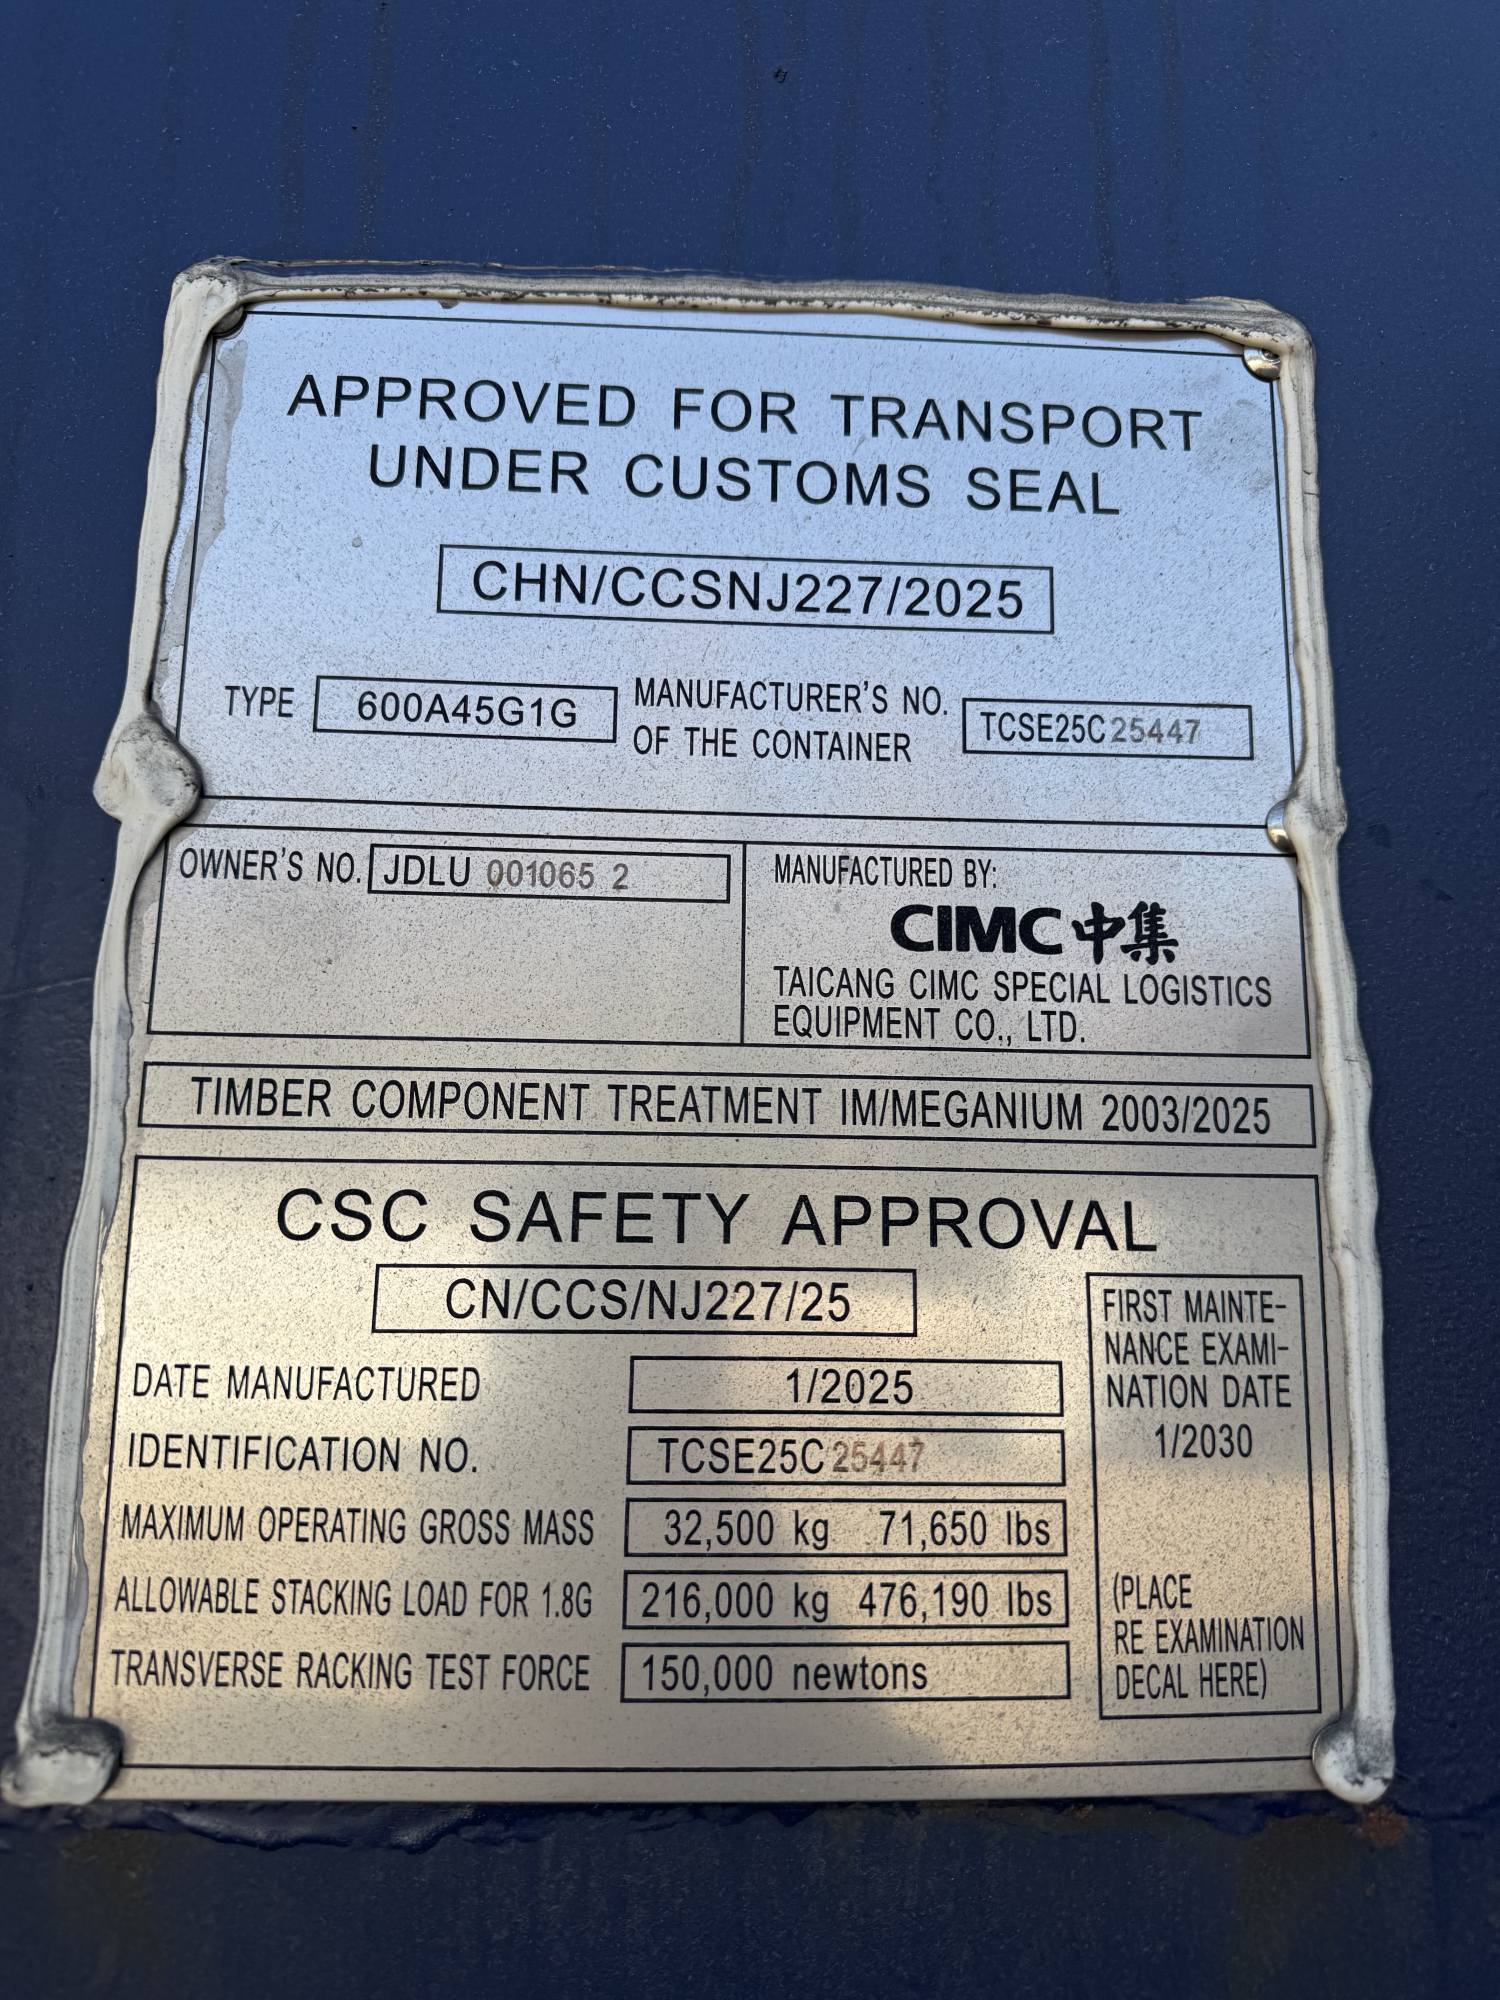 APPROVED FOR TRANSPORT
UNDER CUSTOMS SEAL
CHN/CCSNJ227/2025
TYPE 600A45G1G MANUFACTURER'S NO.
OF THE CONTAINER TCSE25C25447
OWNER'S NO. JDLU 001065 2
MANUFACTURED BY:
CIMC中集
TAICANG CIMC SPECIAL LOGISTICS
EQUIPMENT CO., LTD.
TIMBER COMPONENT TREATMENT IM/MEGANIUM 2003/2025
CSC SAFETY APPROVAL
CN/CCS/NJ227/25
DATE MANUFACTURED 1/2025
IDENTIFICATION NO. TCSE25C25447
MAXIMUM OPERATING GROSS MASS 32,500 kg 71,650 lbs
ALLOWABLE STACKING LOAD FOR 1.8G 216,000 kg 476,190 lbs
TRANSVERSE RACKING TEST FORCE 150,000 newtons
FIRST MAINTE-
NANCE EXAMI-
NATION DATE
1/2030
(PLACE
RE EXAMINATION
DECAL HERE)